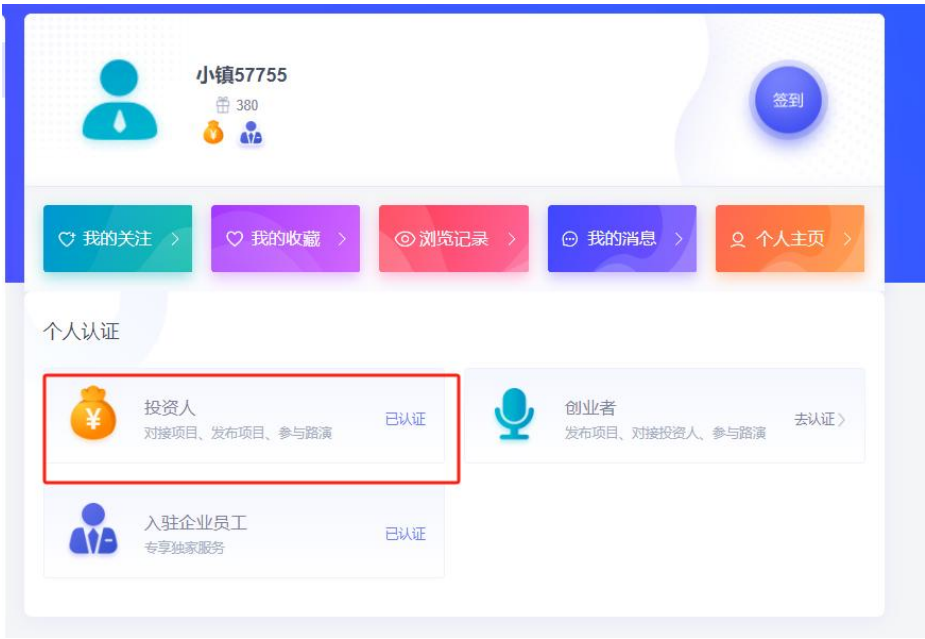 小镇57755
380
签到
我的关注
我的收藏
浏览记录
我的消息
个人主页
个人认证
投资人
对接项目、发布项目、参与路演
已认证
创业者
发布项目、对接投资人、参与路演
去认证
入驻企业员工
专享独家服务
已认证